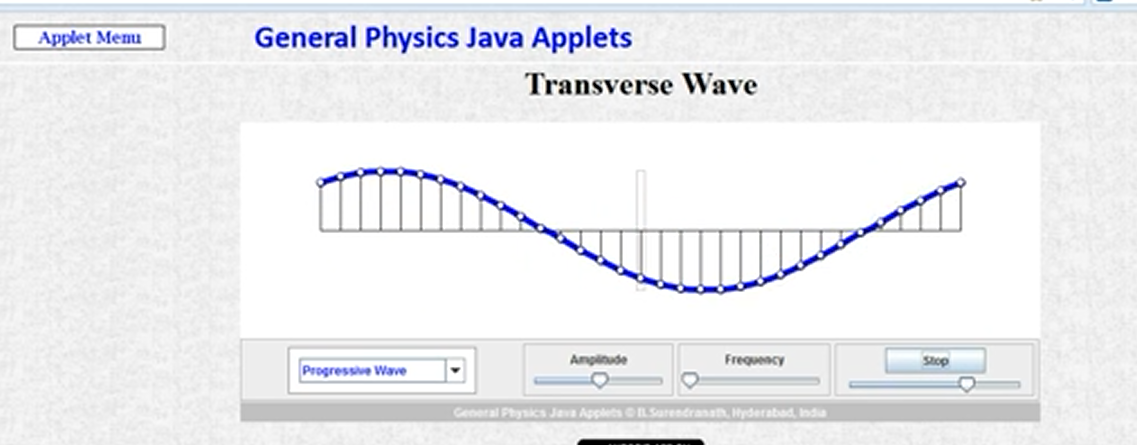 Applet Menu
General Physics Java Applets
Transverse Wave
Progressive Wave
Amplitude
Frequency
Stop
General Physics Java Applets © B.Surendranath, Hyderabad, India